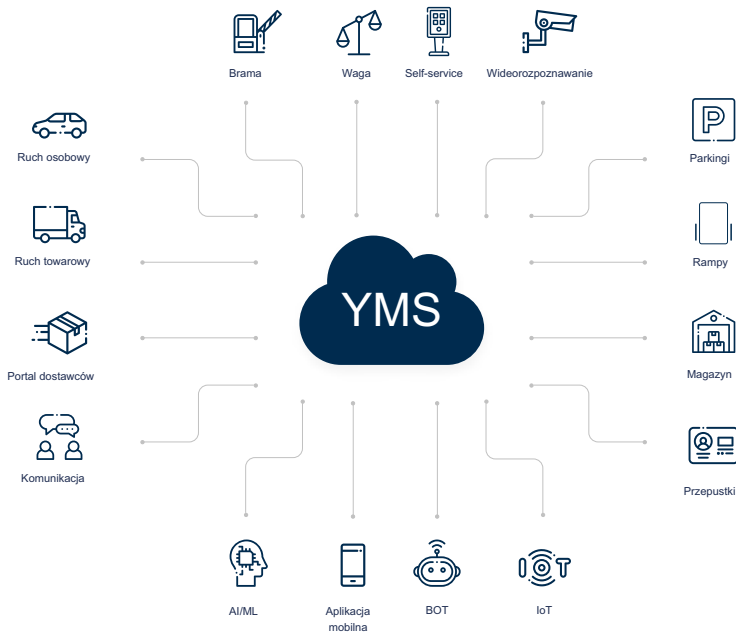 Brama
Waga
Self-service
Wideorozpoznawanie
Ruch osobowy
P
Parkingi
Ruch towarowy
YMS
Rampy
Portal dostawców
Magazyn
Komunikacja
Przepustki
IOT
AI/ML
Aplikacja
mobilna
BOT
IoT